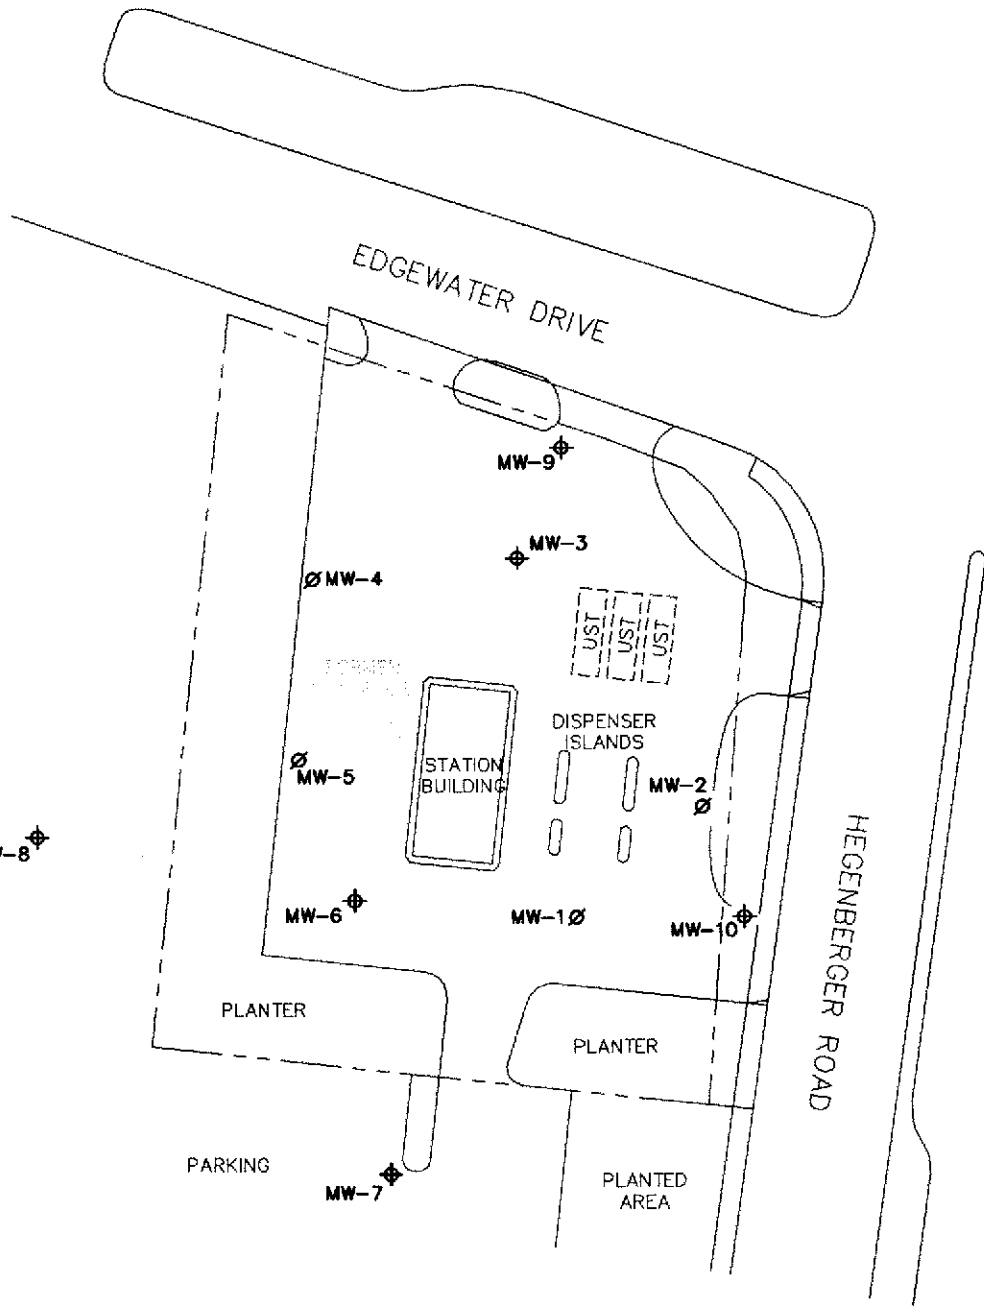 EDGEWATER DRIVE
MW-9
MW-3
MW-4
UST
UST
UST
DISPENSER
ISLANDS
STATION
BUILDING
MW-5
MW-2
HEGENBERGER ROAD
-8
MW-6
MW-1
MW-10
PLANTER
PLANTER
PARKING
MW-7
PLANTED
AREA